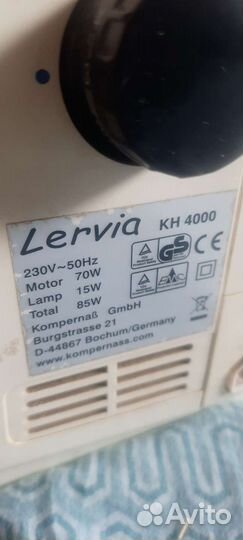 Lervia KH 4000
230V~50Hz
Motor 70W
Lamp 15W
Total 85W
Kompernaß GmbH
Burgstrasse 21
D-44867 Bochum/Germany
www.kompernass.com
GS CE
Avito